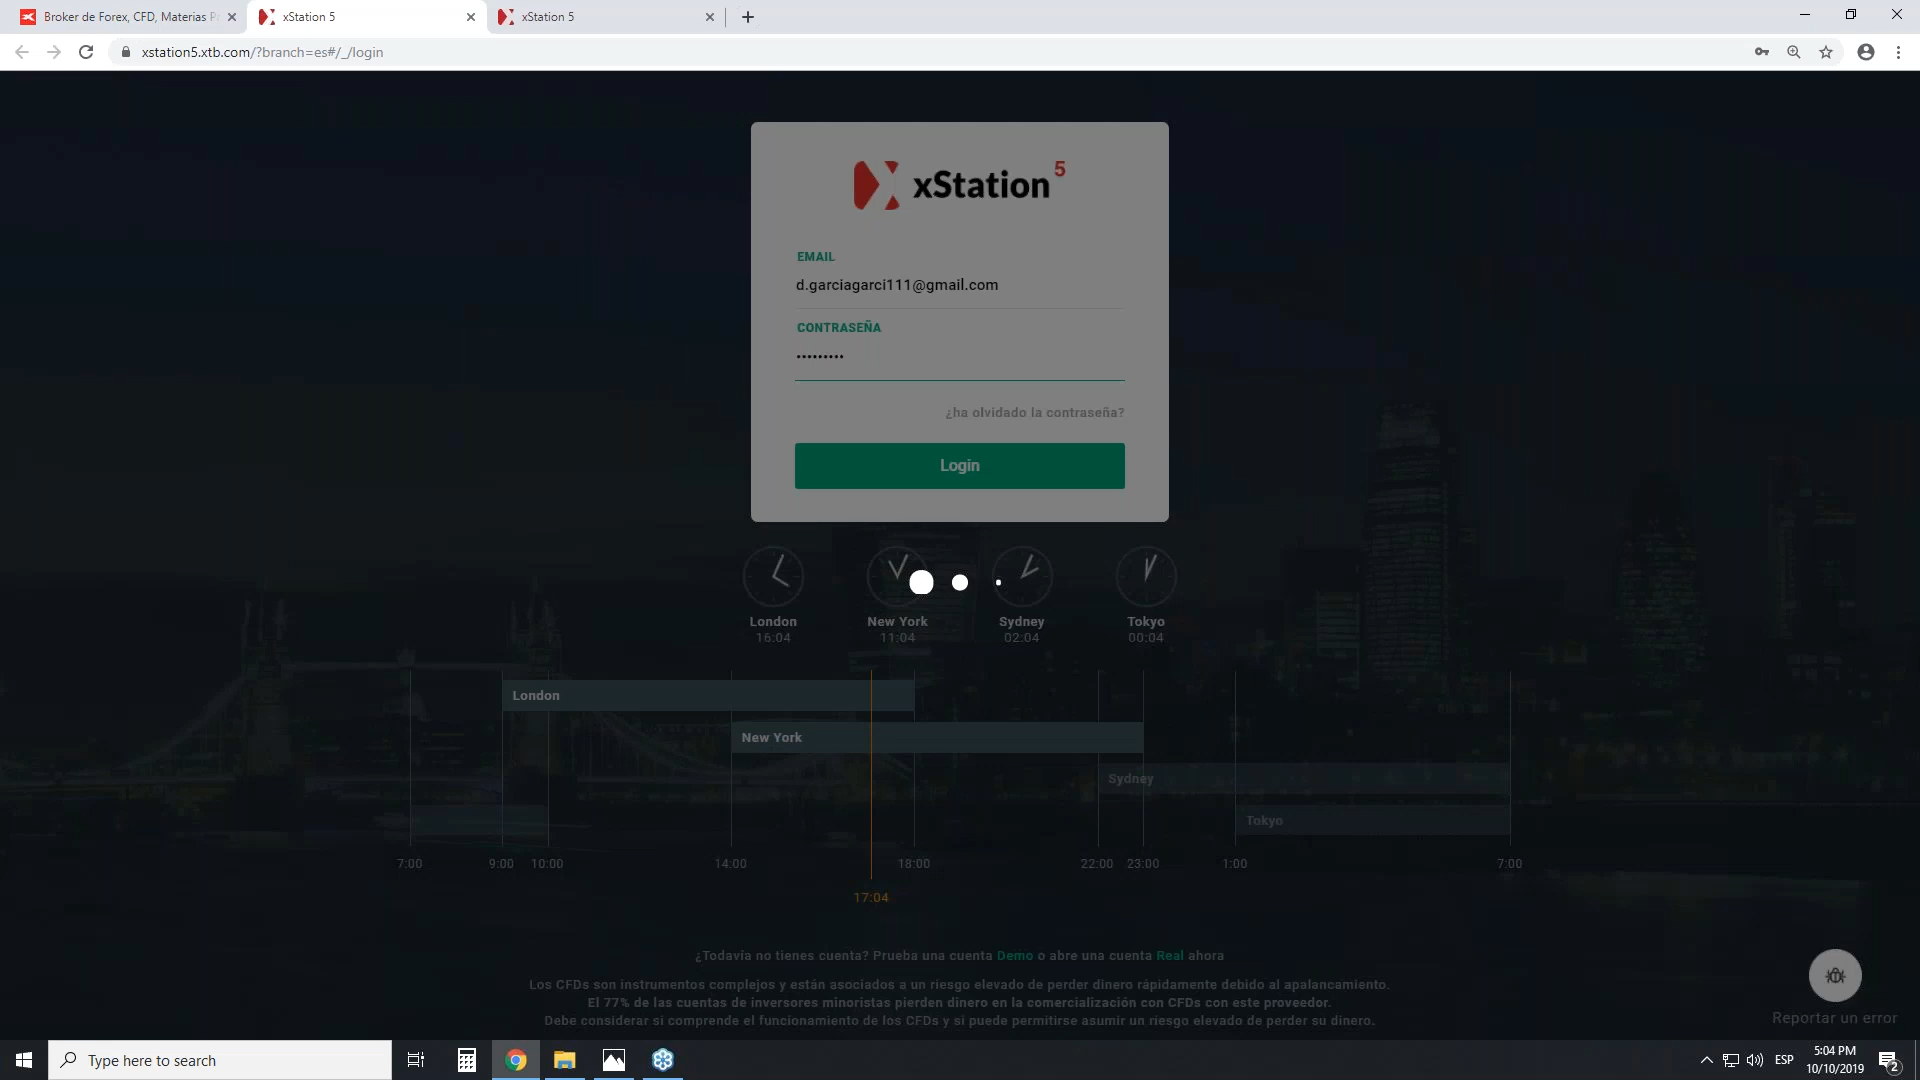 Broker de Forex, CFD, Materias P
xStation 5
xStation 5
xstation5.xtb.com/?branch=es#/_/login
xStation 5
EMAIL
d.garciagarci111@gmail.com
CONTRASEÑA
•••••••••
¿ha olvidado la contraseña?
Login
London
16:04
New York
11:04
Sydney
02:04
Tokyo
00:04
London
New York
Sydney
Tokyo
7:00 9:00 10:00 14:00 18:00 22:00 23:00 1:00 7:00
17:04
¿Todavía no tienes cuenta? Prueba una cuenta Demo o abre una cuenta Real ahora
Los CFDs son instrumentos complejos y están asociados a un riesgo elevado de perder dinero rápidamente debido al apalancamiento.
El 77% de las cuentas de inversores minoristas pierden dinero en la comercialización con CFDs con este proveedor.
Debe considerar si comprende el funcionamiento de los CFDs y si puede permitirse asumir un riesgo elevado de perder su dinero.
Reportar un error
Type here to search
ESP
5:04 PM
10/10/2019
2